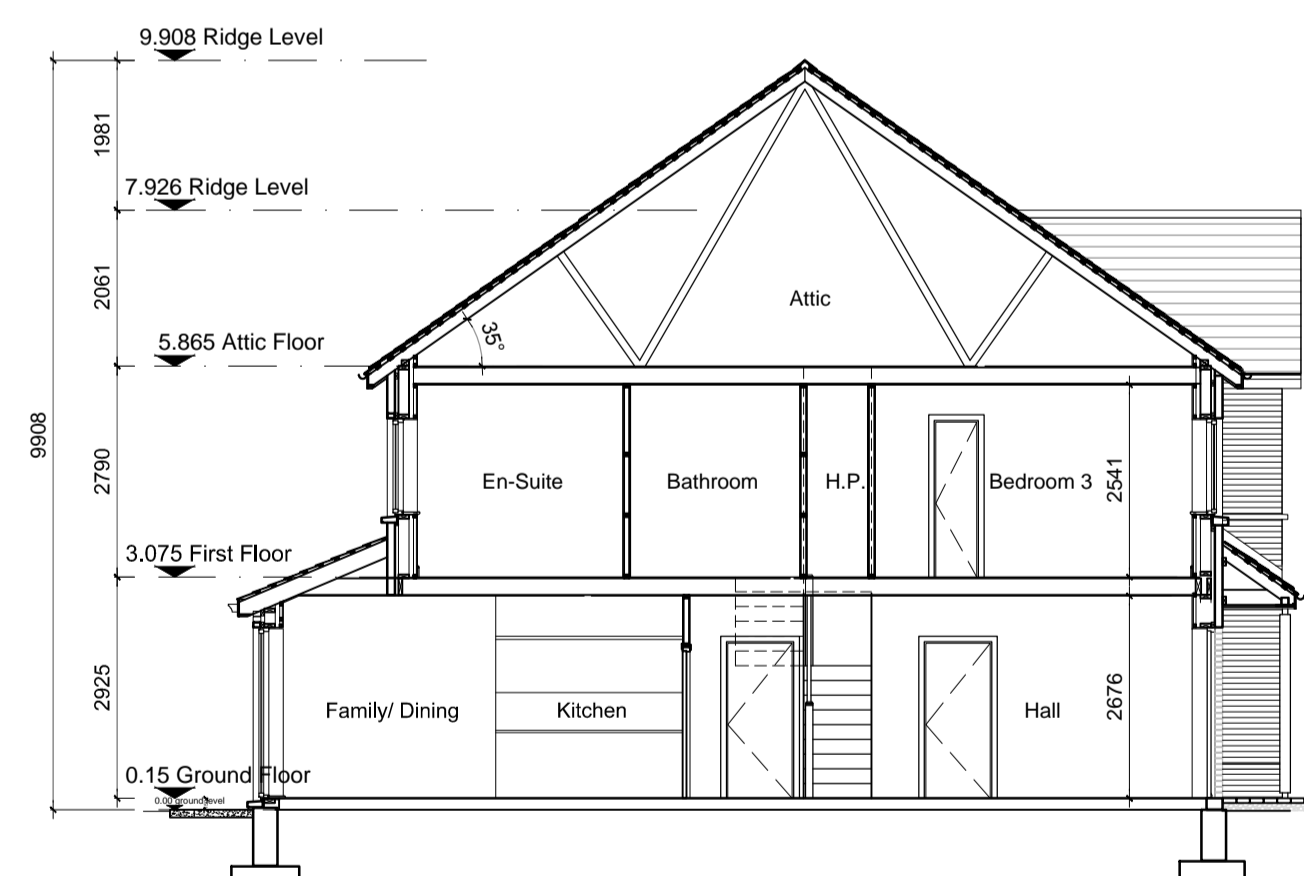 9.908 Ridge Level
1981
7.926 Ridge Level
2061
Attic
35°
5.865 Attic Floor
9908
2790
En-Suite
Bathroom
H.P.
Bedroom 3
2541
3.075 First Floor
2925
Family/ Dining
Kitchen
Hall
2676
0.15 Ground Floor
0.00 ground level